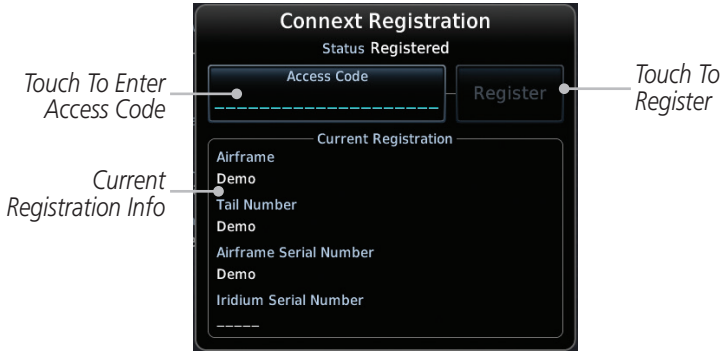 Connext Registration
Status Registered
Touch To Enter
Access Code
Access Code
____________________
Register
Touch To
Register
Current Registration
Current
Registration Info
Airframe
Demo
Tail Number
Demo
Airframe Serial Number
Demo
Iridium Serial Number
_____